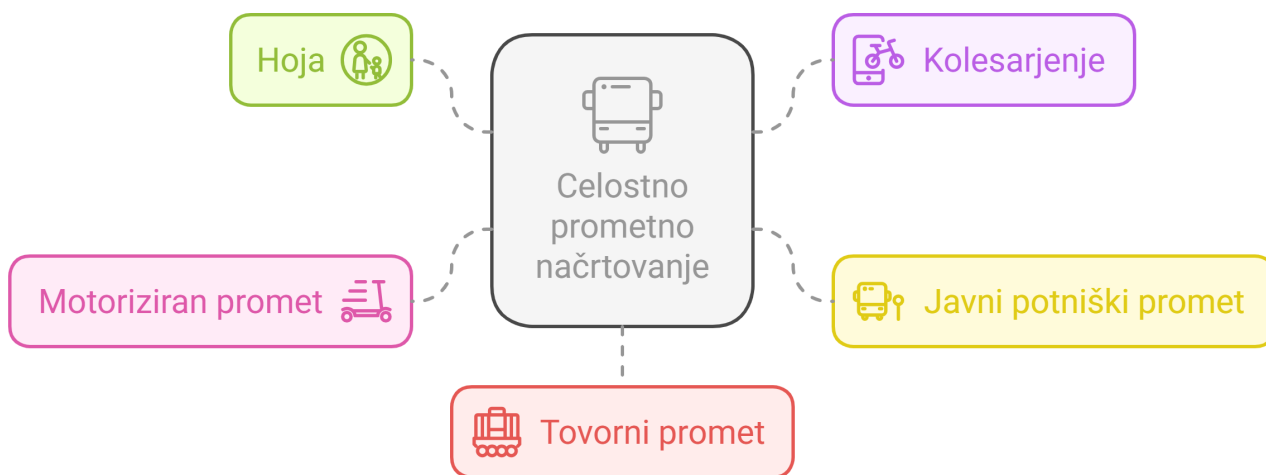 Hoja
Kolesarjenje
Celostno
prometno
načrtovanje
Motoriziran promet
Javni potniški promet
Tovorni promet